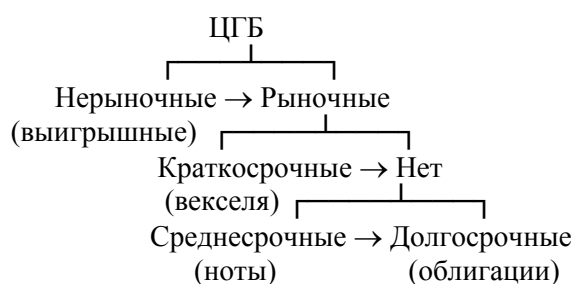 ЦГБ
Нерыночные → Рыночные
(выигрышные)
Краткосрочные → Нет
(векселя)
Среднесрочные → Долгосрочные
(ноты) (облигации)